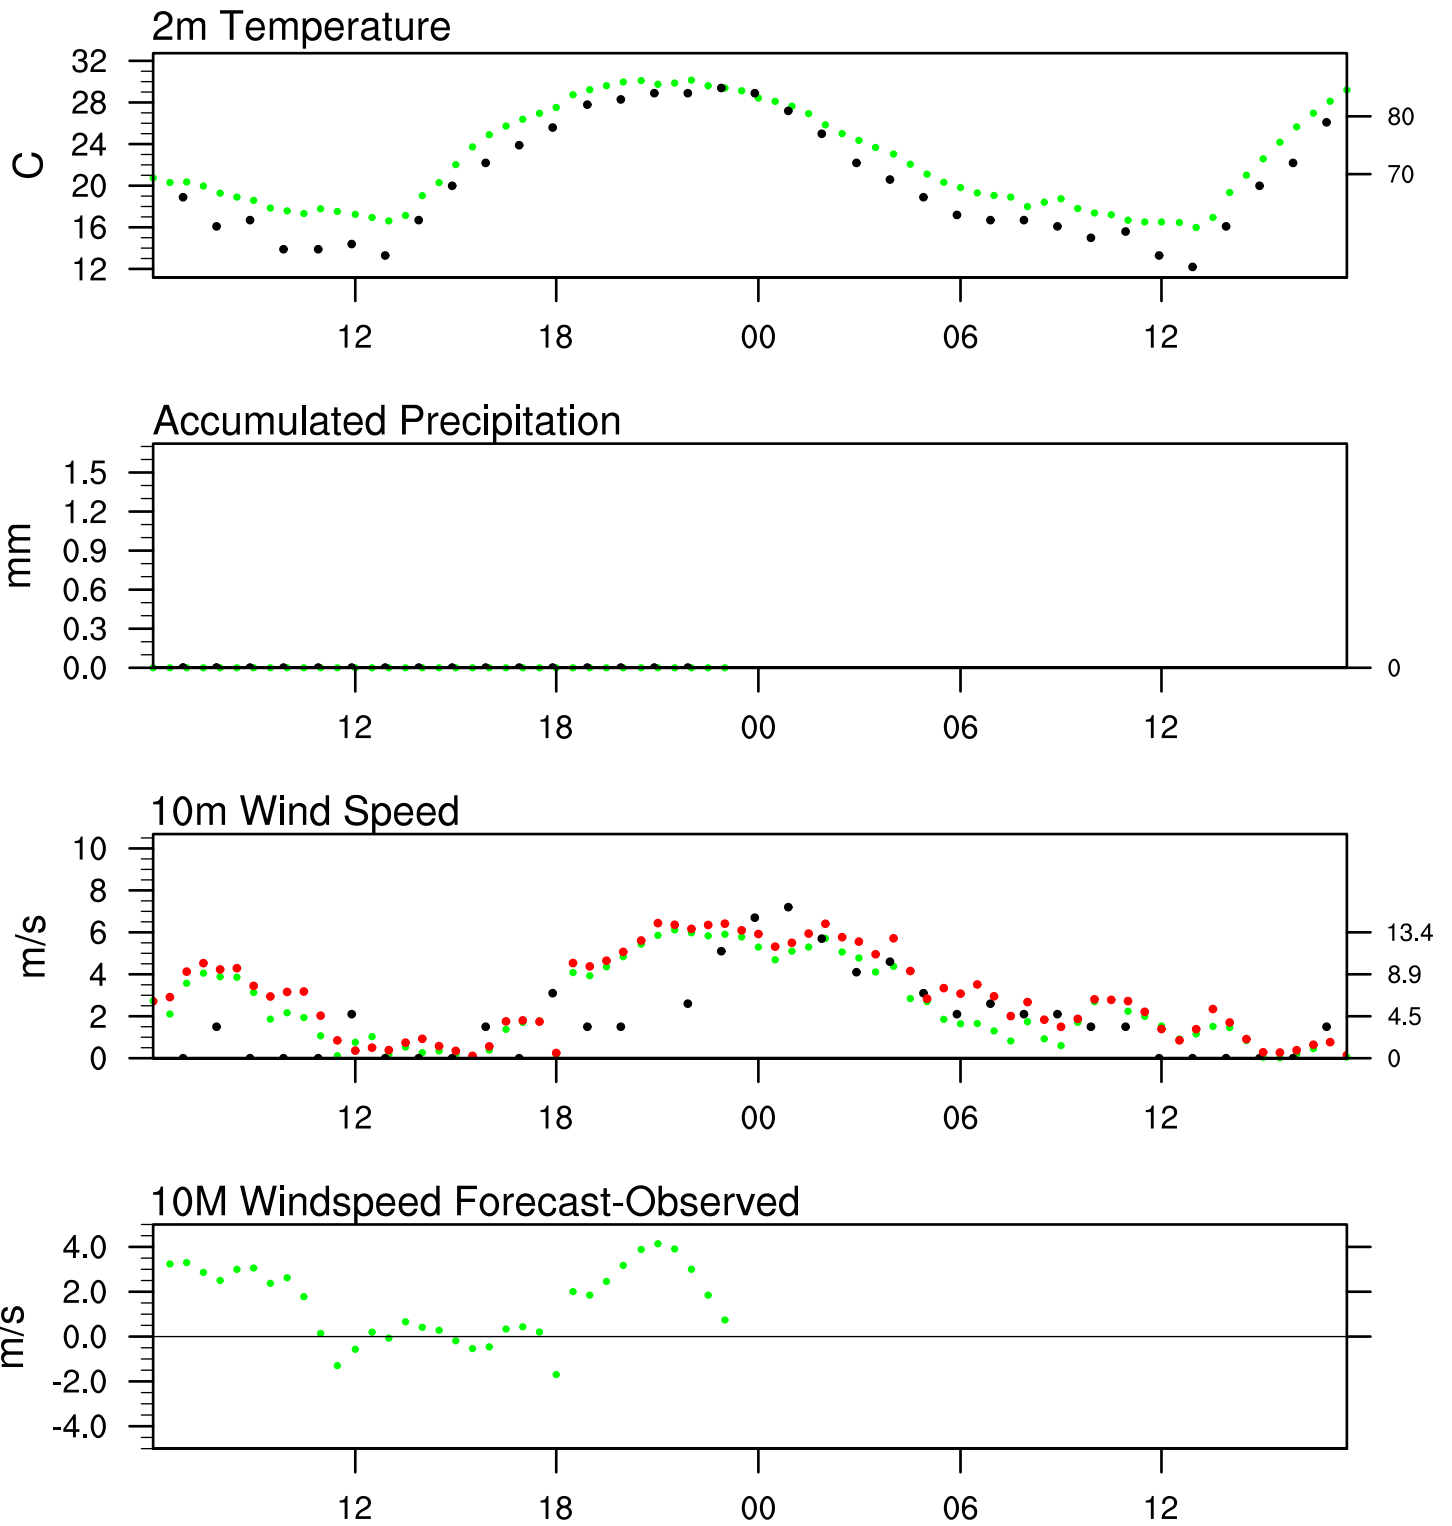 2m Temperature
32
28
24
20
16
12
C
80
70
12 18 00 06 12
Accumulated Precipitation
1.5
1.2
0.9
0.6
0.3
0.0
mm
0
12 18 00 06 12
10m Wind Speed
10
8
6
4
2
0
m/s
13.4
8.9
4.5
0
12 18 00 06 12
10M Windspeed Forecast-Observed
4.0
2.0
0.0
-2.0
-4.0
m/s
12 18 00 06 12